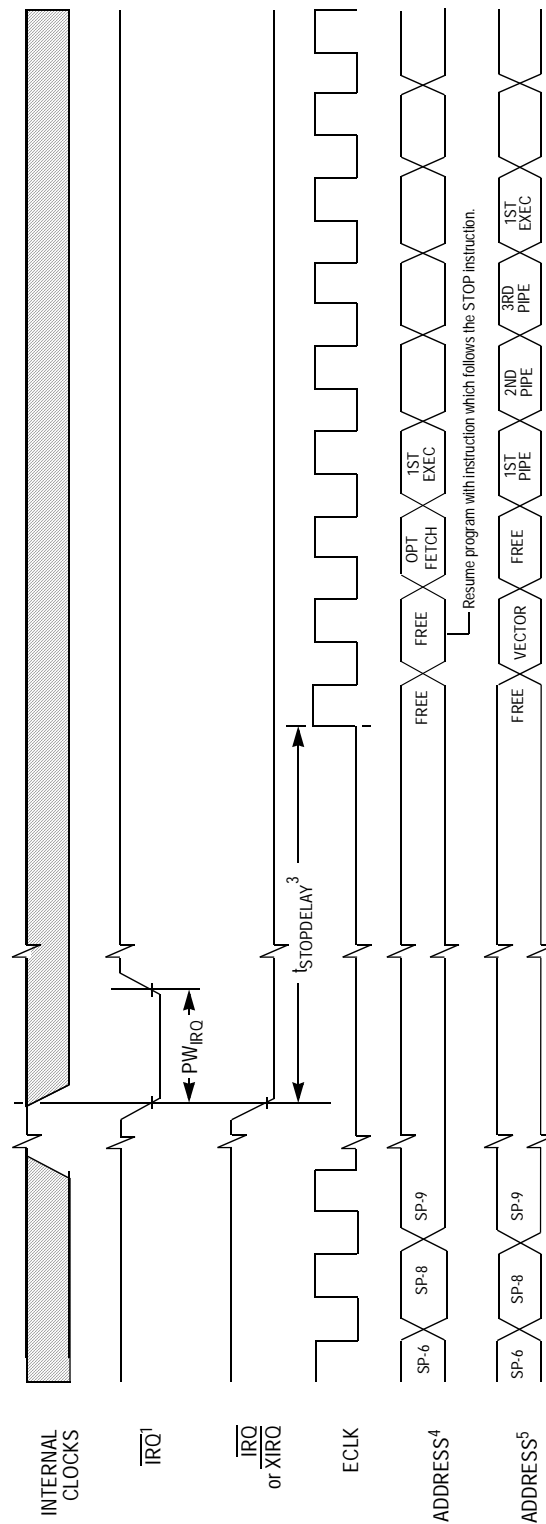 INTERNAL
CLOCKS
IRQ¹
PW_IRQ
IRQ
or XIRQ
t_STOPDELAY³
ECLK
ADDRESS⁴
SP-6
SP-8
SP-9
FREE
FREE
OPT
FETCH
1ST
EXEC
Resume program with instruction which follows the STOP instruction.
ADDRESS⁵
SP-6
SP-8
SP-9
FREE
VECTOR
FREE
1ST
PIPE
2ND
PIPE
3RD
PIPE
1ST
EXEC